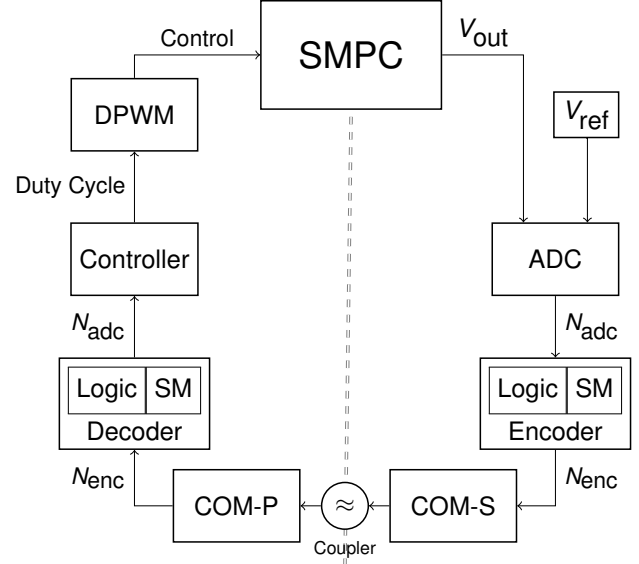 Control
SMPC
Vout
DPWM
Vref
Duty Cycle
Controller
ADC
Nadc
Nadc
Logic SM
Decoder
Logic SM
Encoder
Nenc
Nenc
COM-P
≈
COM-S
Coupler